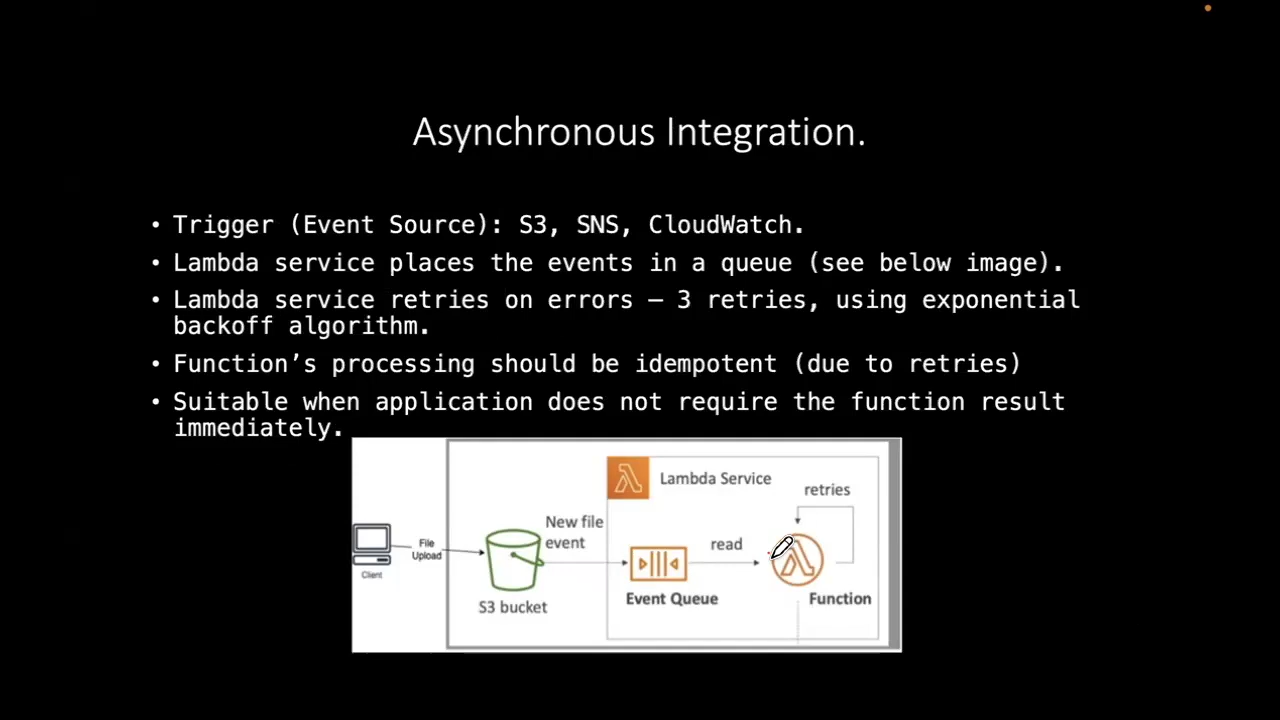 Asynchronous Integration.
• Trigger (Event Source): S3, SNS, CloudWatch.
• Lambda service places the events in a queue (see below image).
• Lambda service retries on errors – 3 retries, using exponential
backoff algorithm.
• Function’s processing should be idempotent (due to retries)
• Suitable when application does not require the function result
immediately.
Lambda Service
retries
New file
event
read
File
Upload
Client
S3 bucket
Event Queue
Function